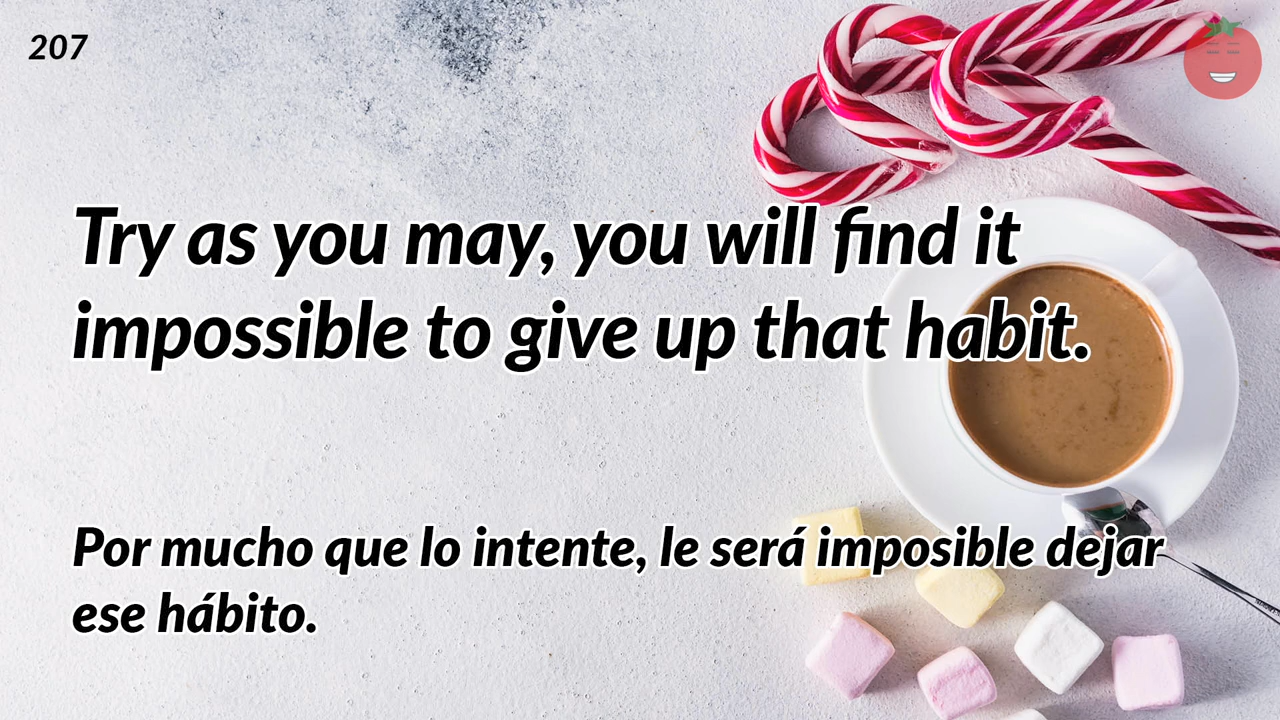 207
Try as you may, you will find it
impossible to give up that habit.
Por mucho que lo intente, le será imposible dejar
ese hábito.